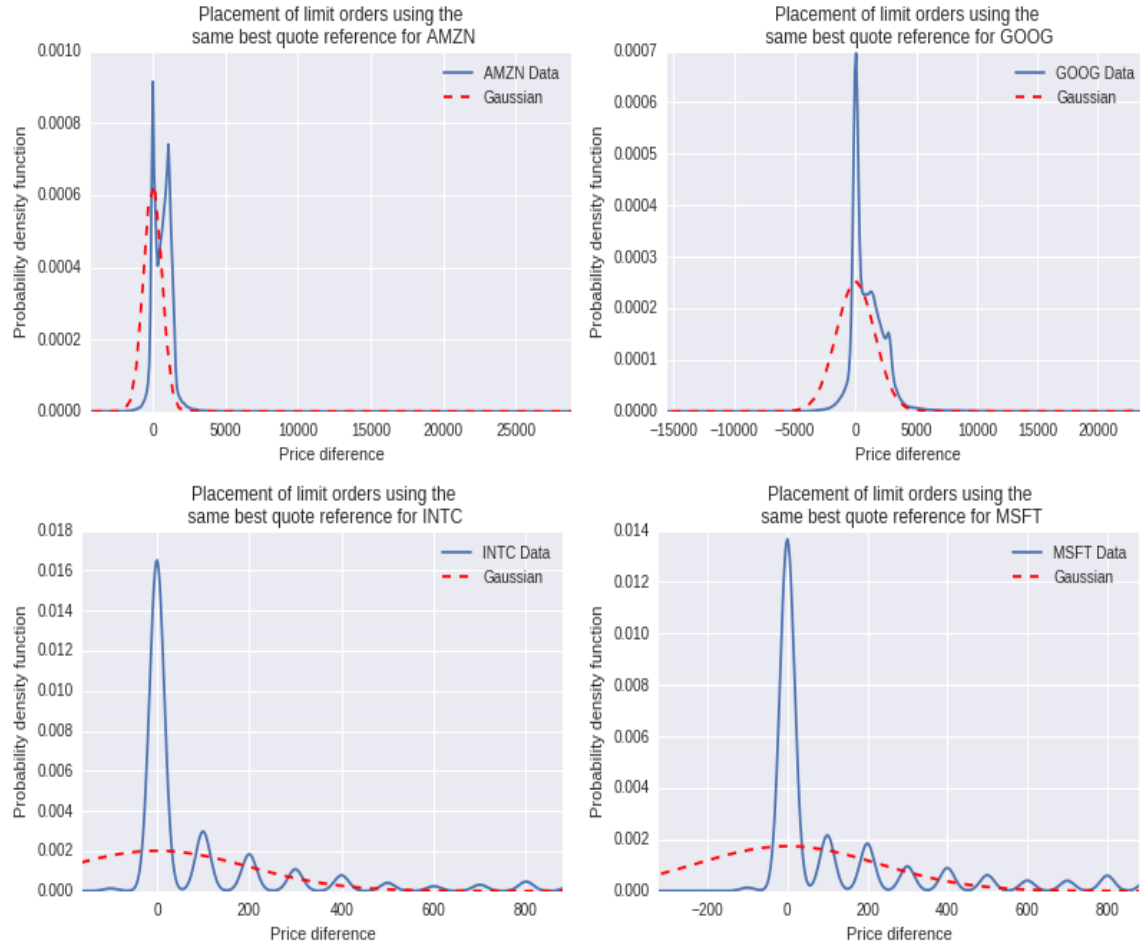 Placement of limit orders using the
same best quote reference for AMZN
Probability density function
0.0010
0.0008
0.0006
0.0004
0.0002
0.0000
AMZN Data
Gaussian
0
5000
10000
15000
20000
25000
Price diference
Placement of limit orders using the
same best quote reference for GOOG
Probability density function
0.0007
0.0006
0.0005
0.0004
0.0003
0.0002
0.0001
0.0000
GOOG Data
Gaussian
−15000
−10000
−5000
0
5000
10000
15000
20000
Price diference
Placement of limit orders using the
same best quote reference for INTC
Probability density function
0.018
0.016
0.014
0.012
0.010
0.008
0.006
0.004
0.002
0.000
INTC Data
Gaussian
0
200
400
600
800
Price diference
Placement of limit orders using the
same best quote reference for MSFT
Probability density function
0.014
0.012
0.010
0.008
0.006
0.004
0.002
0.000
MSFT Data
Gaussian
−200
0
200
400
600
800
Price diference